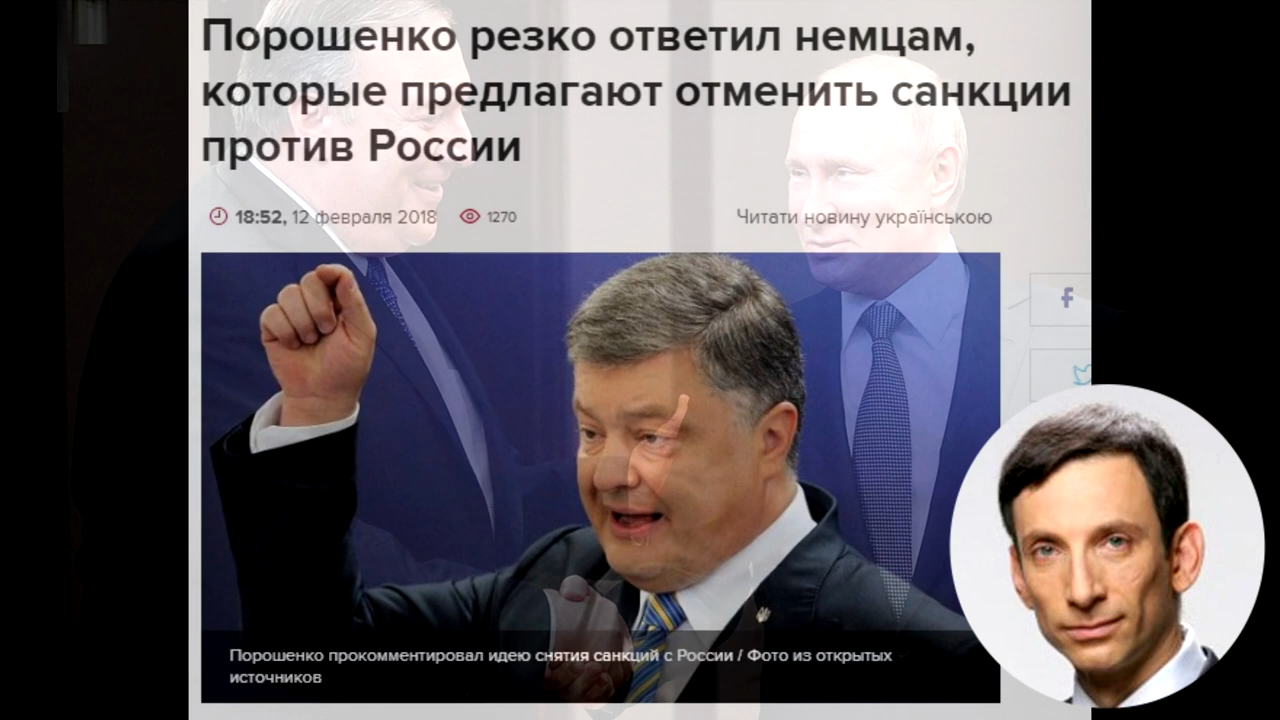 Порошенко резко ответил немцам,
которые предлагают отменить санкции
против России
18:52, 12 февраля 2018 1270 Читати новину українською
Порошенко прокомментировал идею снятия санкций с России / Фото из открытых
источников